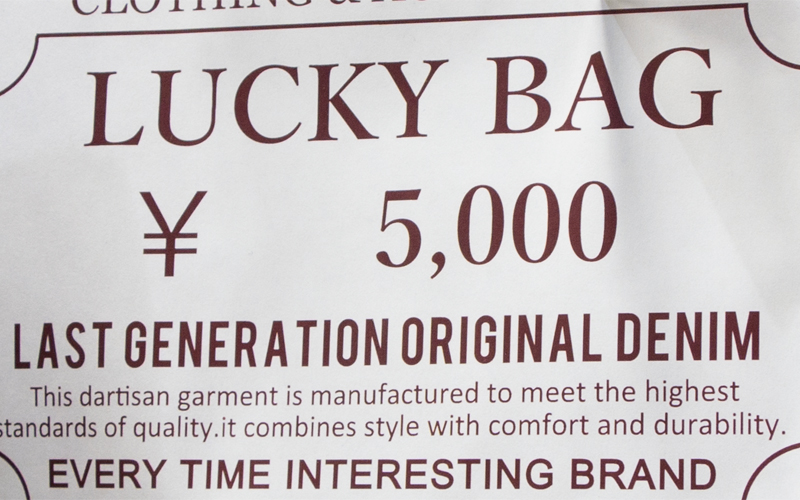 CLOTHING &
LUCKY BAG
¥ 5,000
LAST GENERATION ORIGINAL DENIM
This dartisan garment is manufactured to meet the highest
standards of quality.it combines style with comfort and durability.
EVERY TIME INTERESTING BRAND